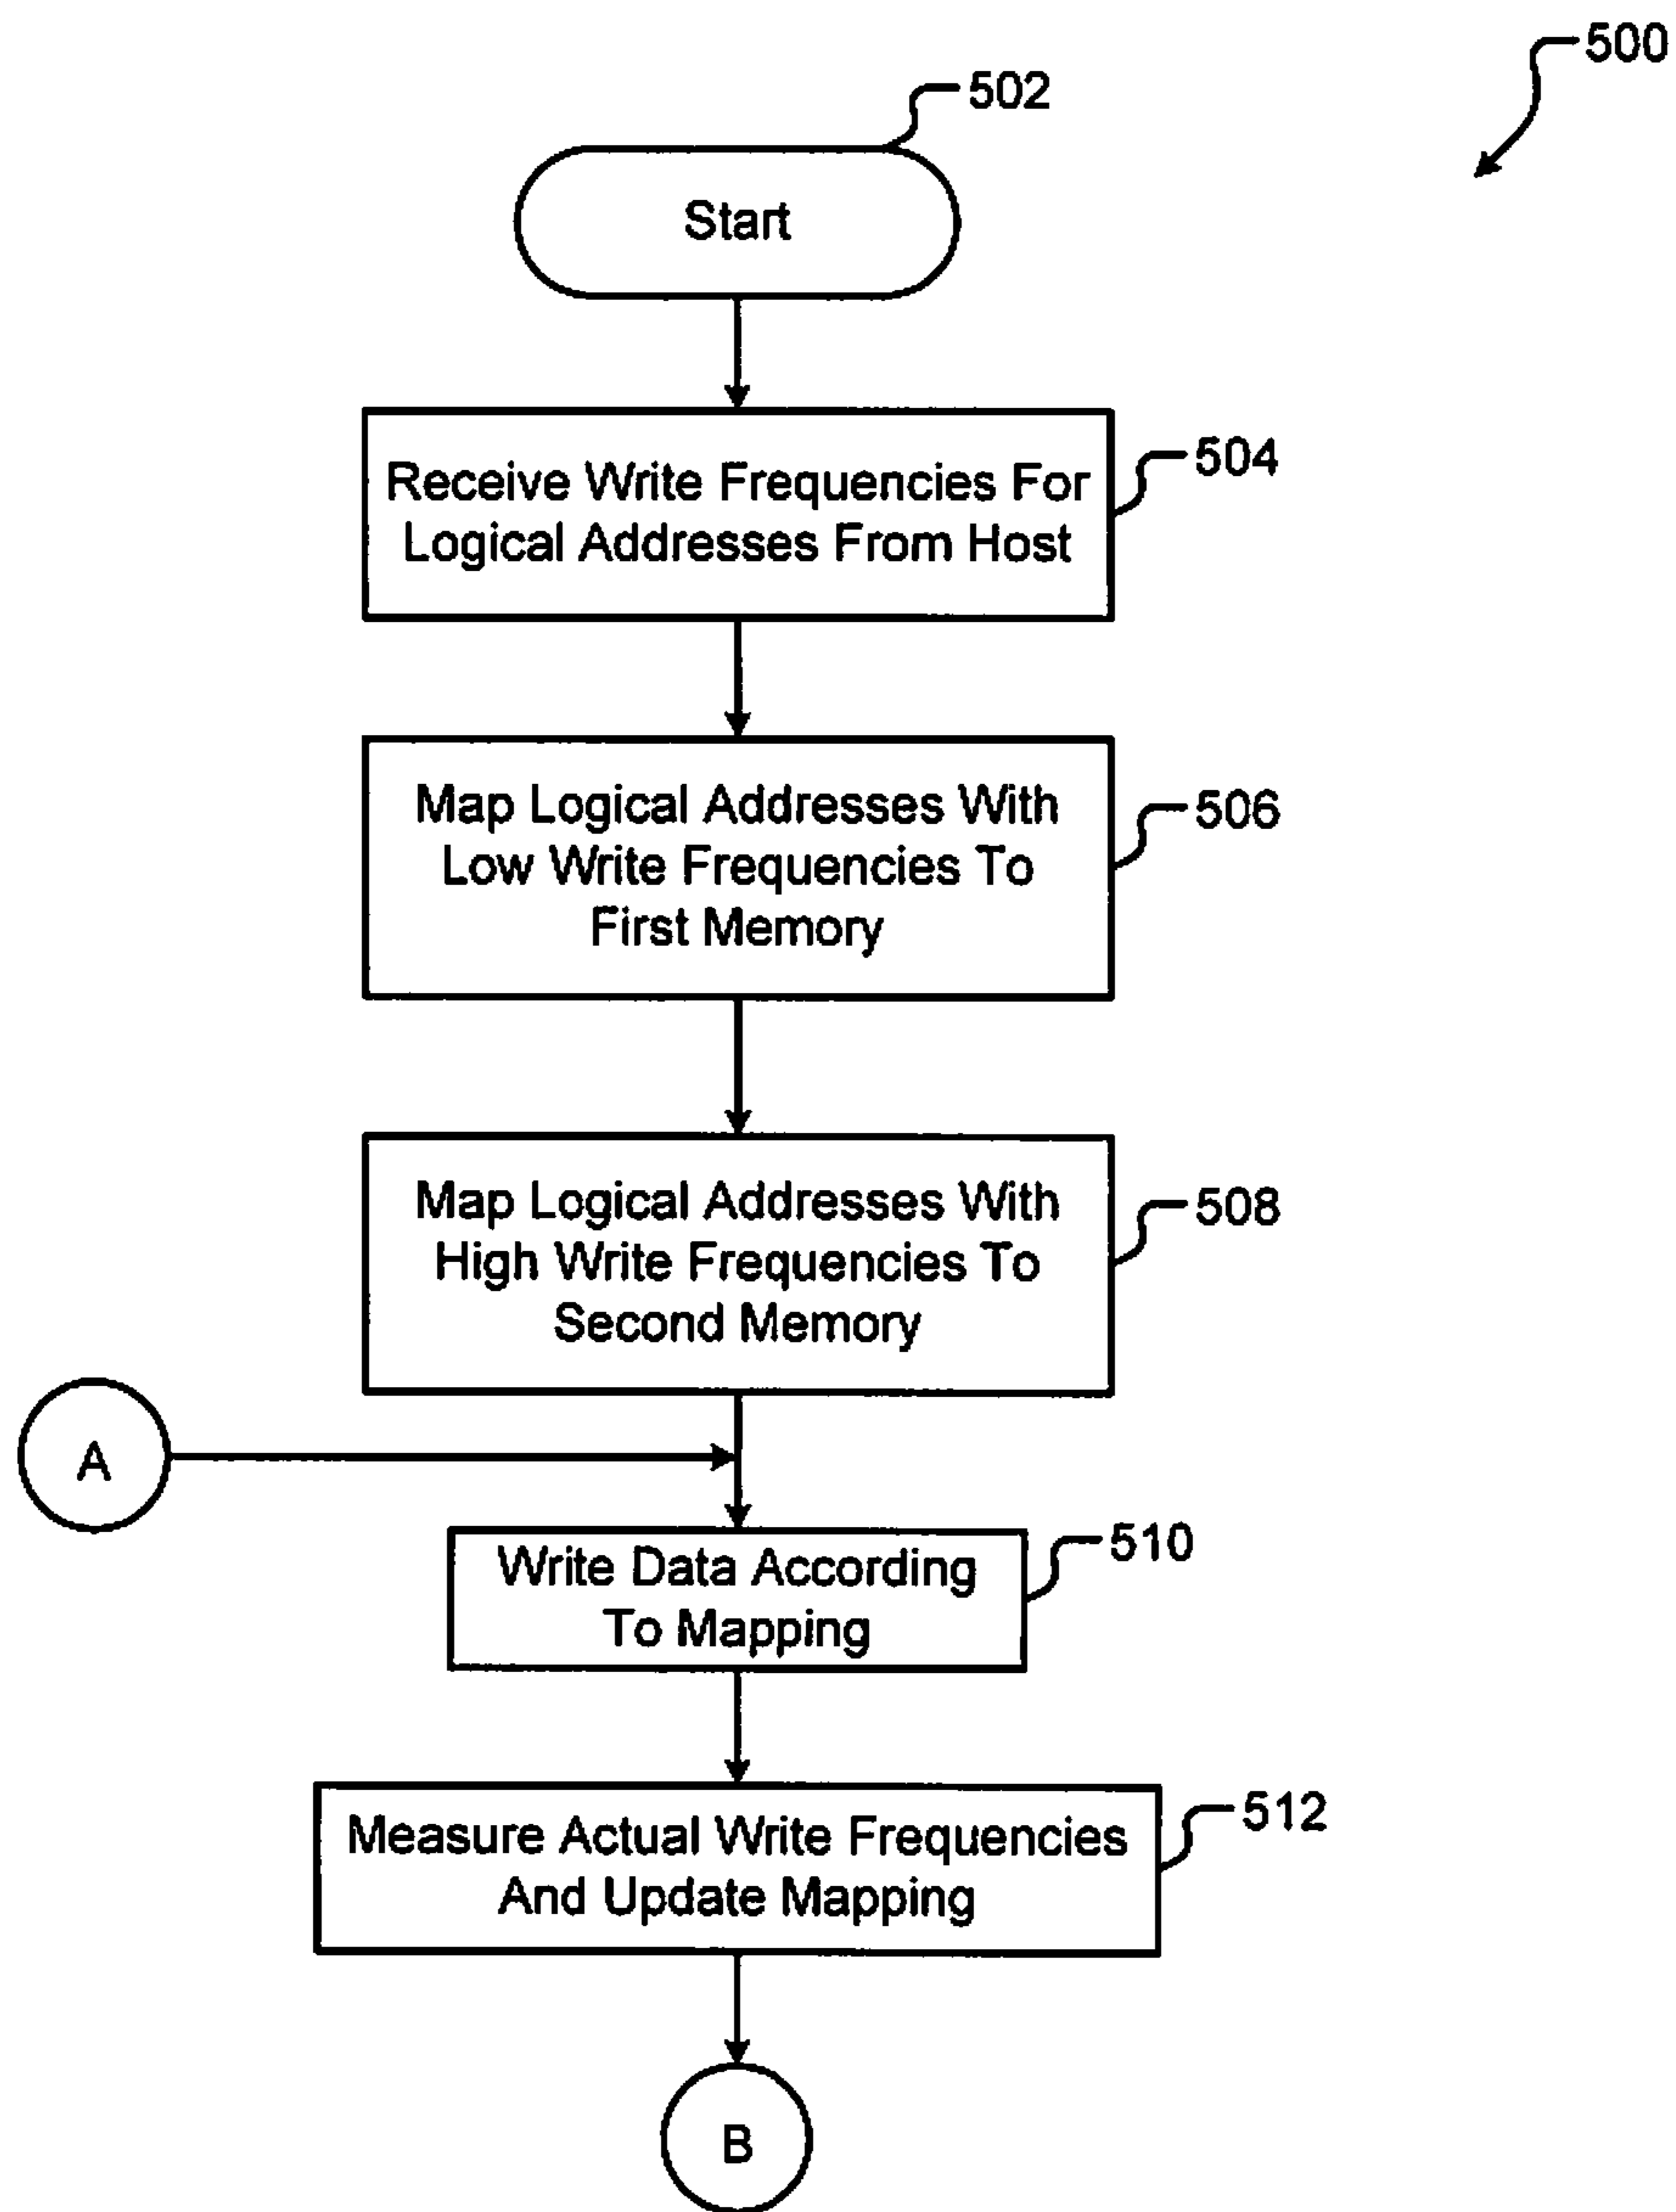 500
502
Start
504
Receive Write Frequencies For
Logical Addresses From Host
506
Map Logical Addresses With
Low Write Frequencies To
First Memory
508
Map Logical Addresses With
High Write Frequencies To
Second Memory
A
510
Write Data According
To Mapping
512
Measure Actual Write Frequencies
And Update Mapping
B